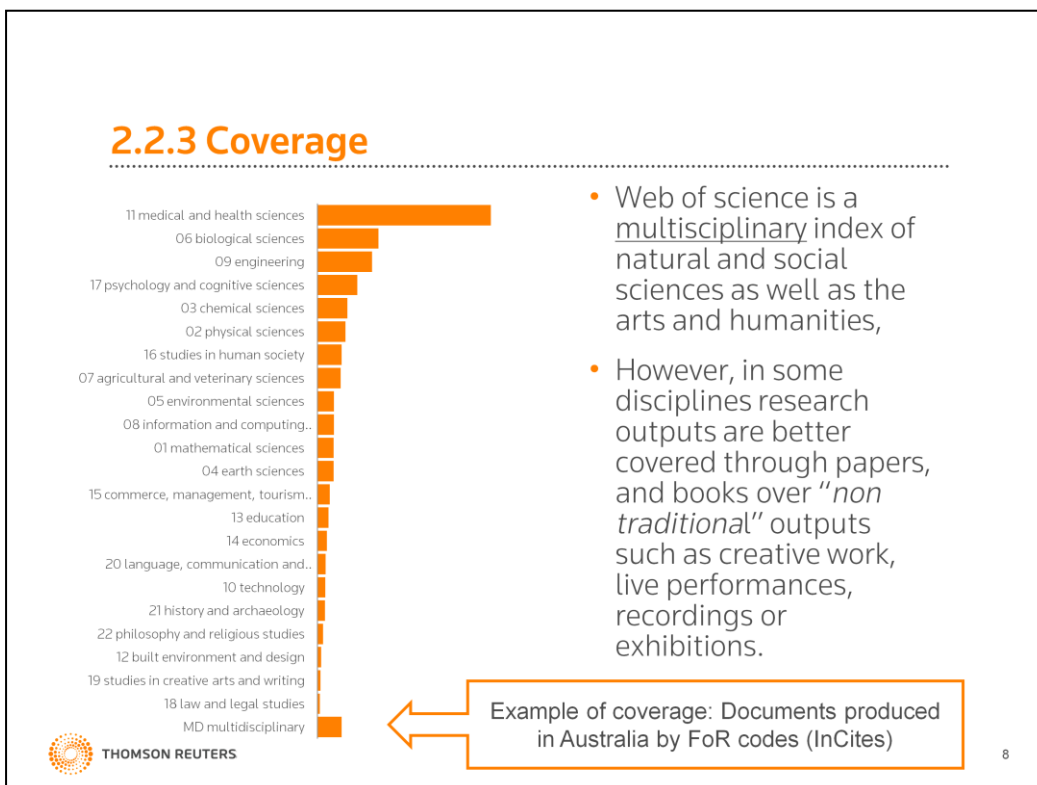 2.2.3 Coverage
11 medical and health sciences
06 biological sciences
09 engineering
17 psychology and cognitive sciences
03 chemical sciences
02 physical sciences
16 studies in human society
07 agricultural and veterinary sciences
05 environmental sciences
08 information and computing..
01 mathematical sciences
04 earth sciences
15 commerce, management, tourism..
13 education
14 economics
20 language, communication and..
10 technology
21 history and archaeology
22 philosophy and religious studies
12 built environment and design
19 studies in creative arts and writing
18 law and legal studies
MD multidisciplinary
• Web of science is a
multisciplinary index of
natural and social
sciences as well as the
arts and humanities,
• However, in some
disciplines research
outputs are better
covered through papers,
and books over “non
traditional” outputs
such as creative work,
live performances,
recordings or
exhibitions.
Example of coverage: Documents produced
in Australia by FoR codes (InCites)
THOMSON REUTERS
8